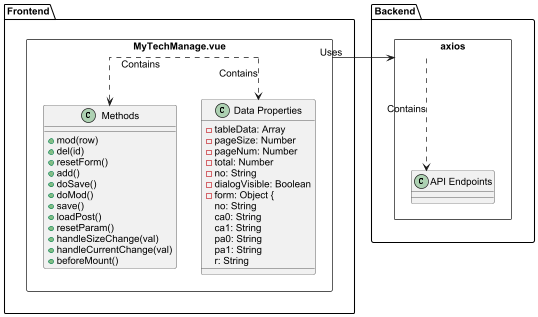 Frontend
Backend
MyTechManage.vue
Uses
axios
Contains
Contains
Contains
C Methods
mod(row)
del(id)
resetForm()
add()
doSave()
doMod()
save()
loadPost()
resetParam()
handleSizeChange(val)
handleCurrentChange(val)
beforeMount()
C Data Properties
tableData: Array
pageSize: Number
pageNum: Number
total: Number
no: String
dialogVisible: Boolean
form: Object {
no: String
ca0: String
ca1: String
pa0: String
pa1: String
r: String
C API Endpoints